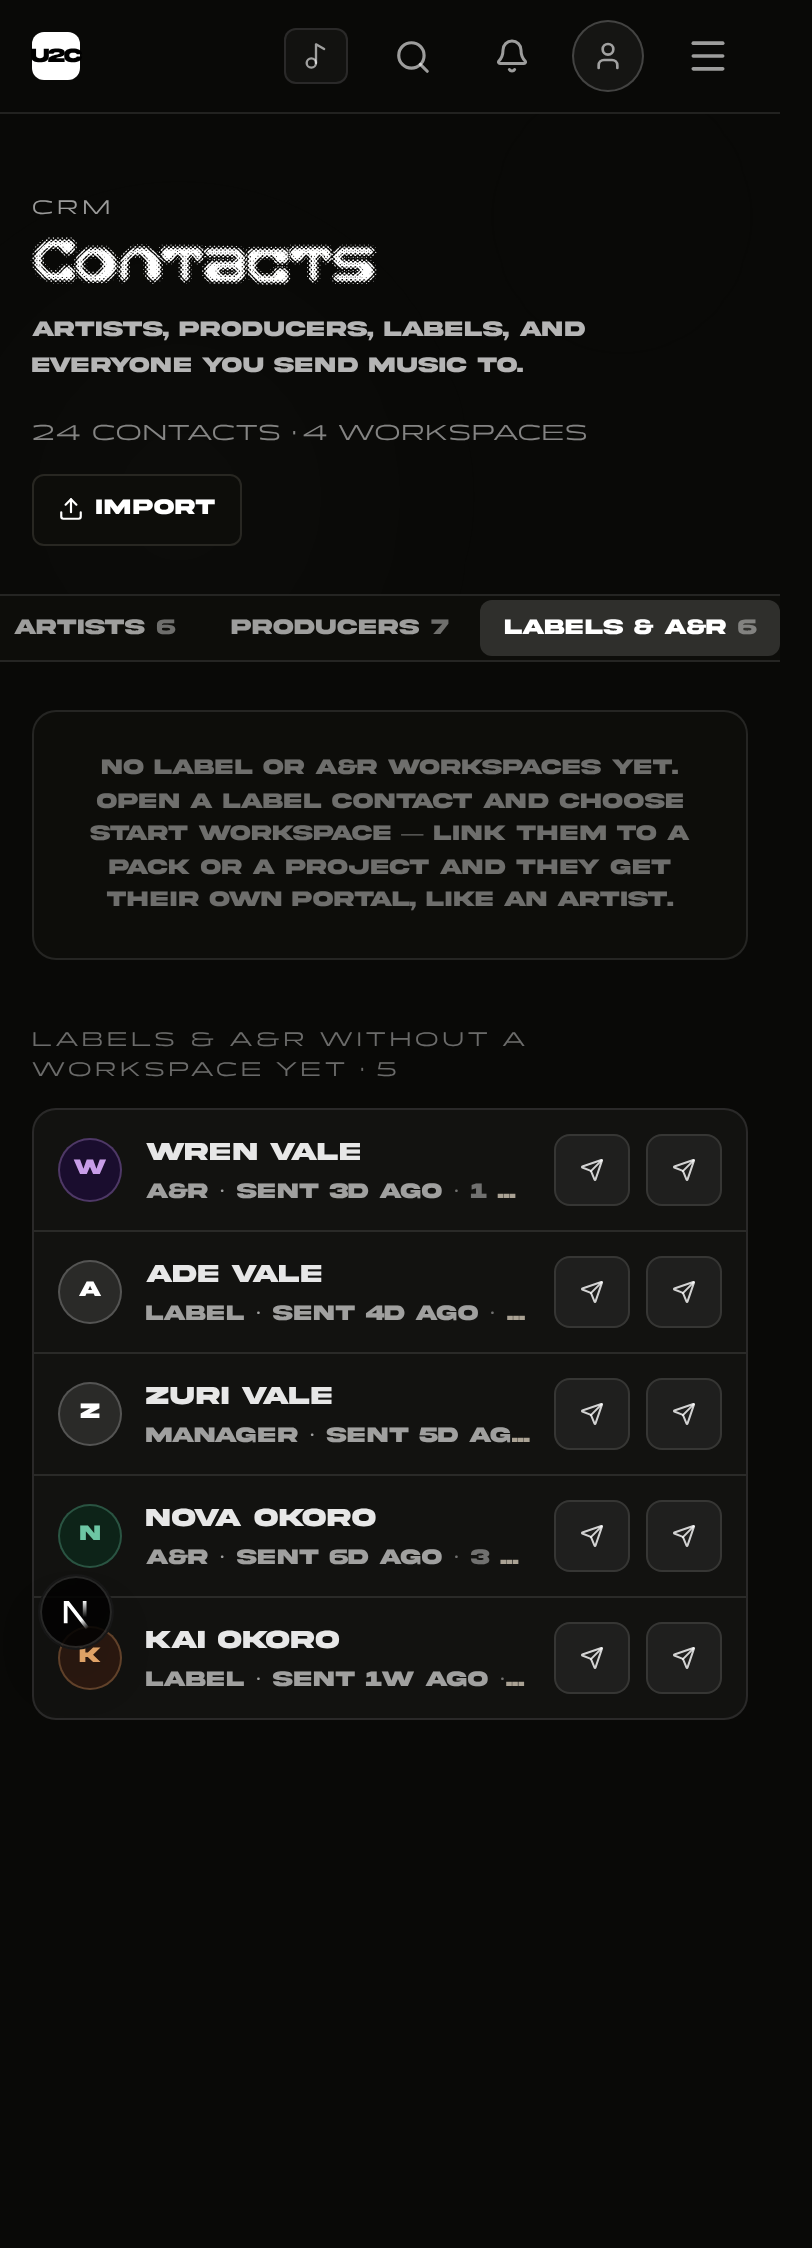 U2C
CRM
Contacts
ARTISTS, PRODUCERS, LABELS, AND
EVERYONE YOU SEND MUSIC TO.
24 CONTACTS · 4 WORKSPACES
IMPORT
ARTISTS 6 PRODUCERS 7 LABELS & A&R 6
NO LABEL OR A&R WORKSPACES YET.
OPEN A LABEL CONTACT AND CHOOSE
START WORKSPACE — LINK THEM TO A
PACK OR A PROJECT AND THEY GET
THEIR OWN PORTAL, LIKE AN ARTIST.
LABELS & A&R WITHOUT A
WORKSPACE YET · 5
W
WREN VALE
A&R · SENT 3D AGO · 1 ...
A
ADE VALE
LABEL · SENT 4D AGO · ...
Z
ZURI VALE
MANAGER · SENT 5D AG...
N
NOVA OKORO
A&R · SENT 6D AGO · 3 ...
N
K
KAI OKORO
LABEL · SENT 1W AGO ·...